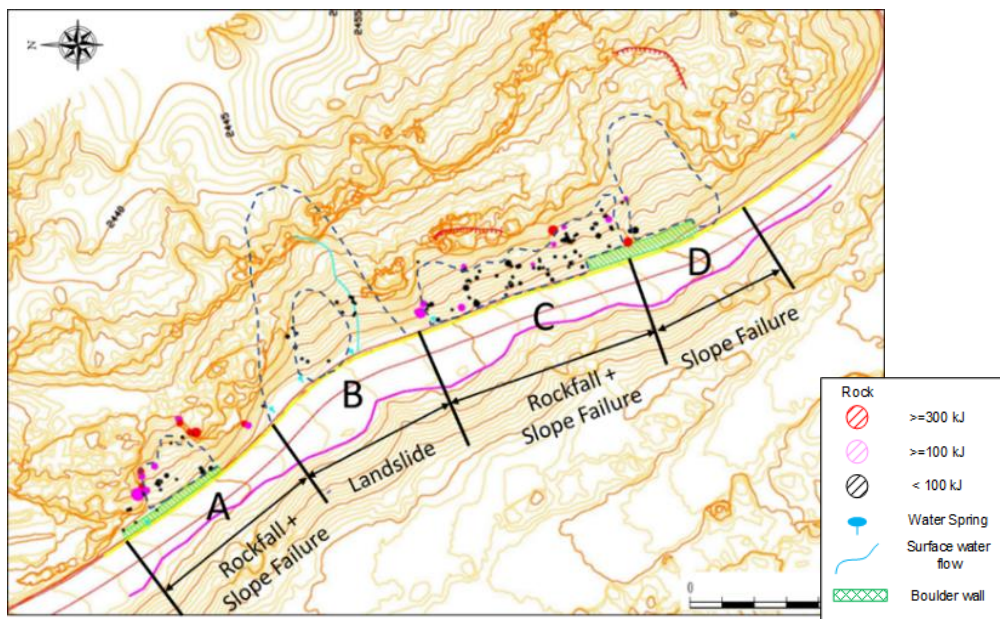 N
2455
2445
2440
A
B
C
D
Rockfall +
Slope Failure
Landslide
Rockfall +
Slope Failure
Slope Failure
0
Rock
>=300 kJ
>=100 kJ
< 100 kJ
Water Spring
Surface water
flow
Boulder wall